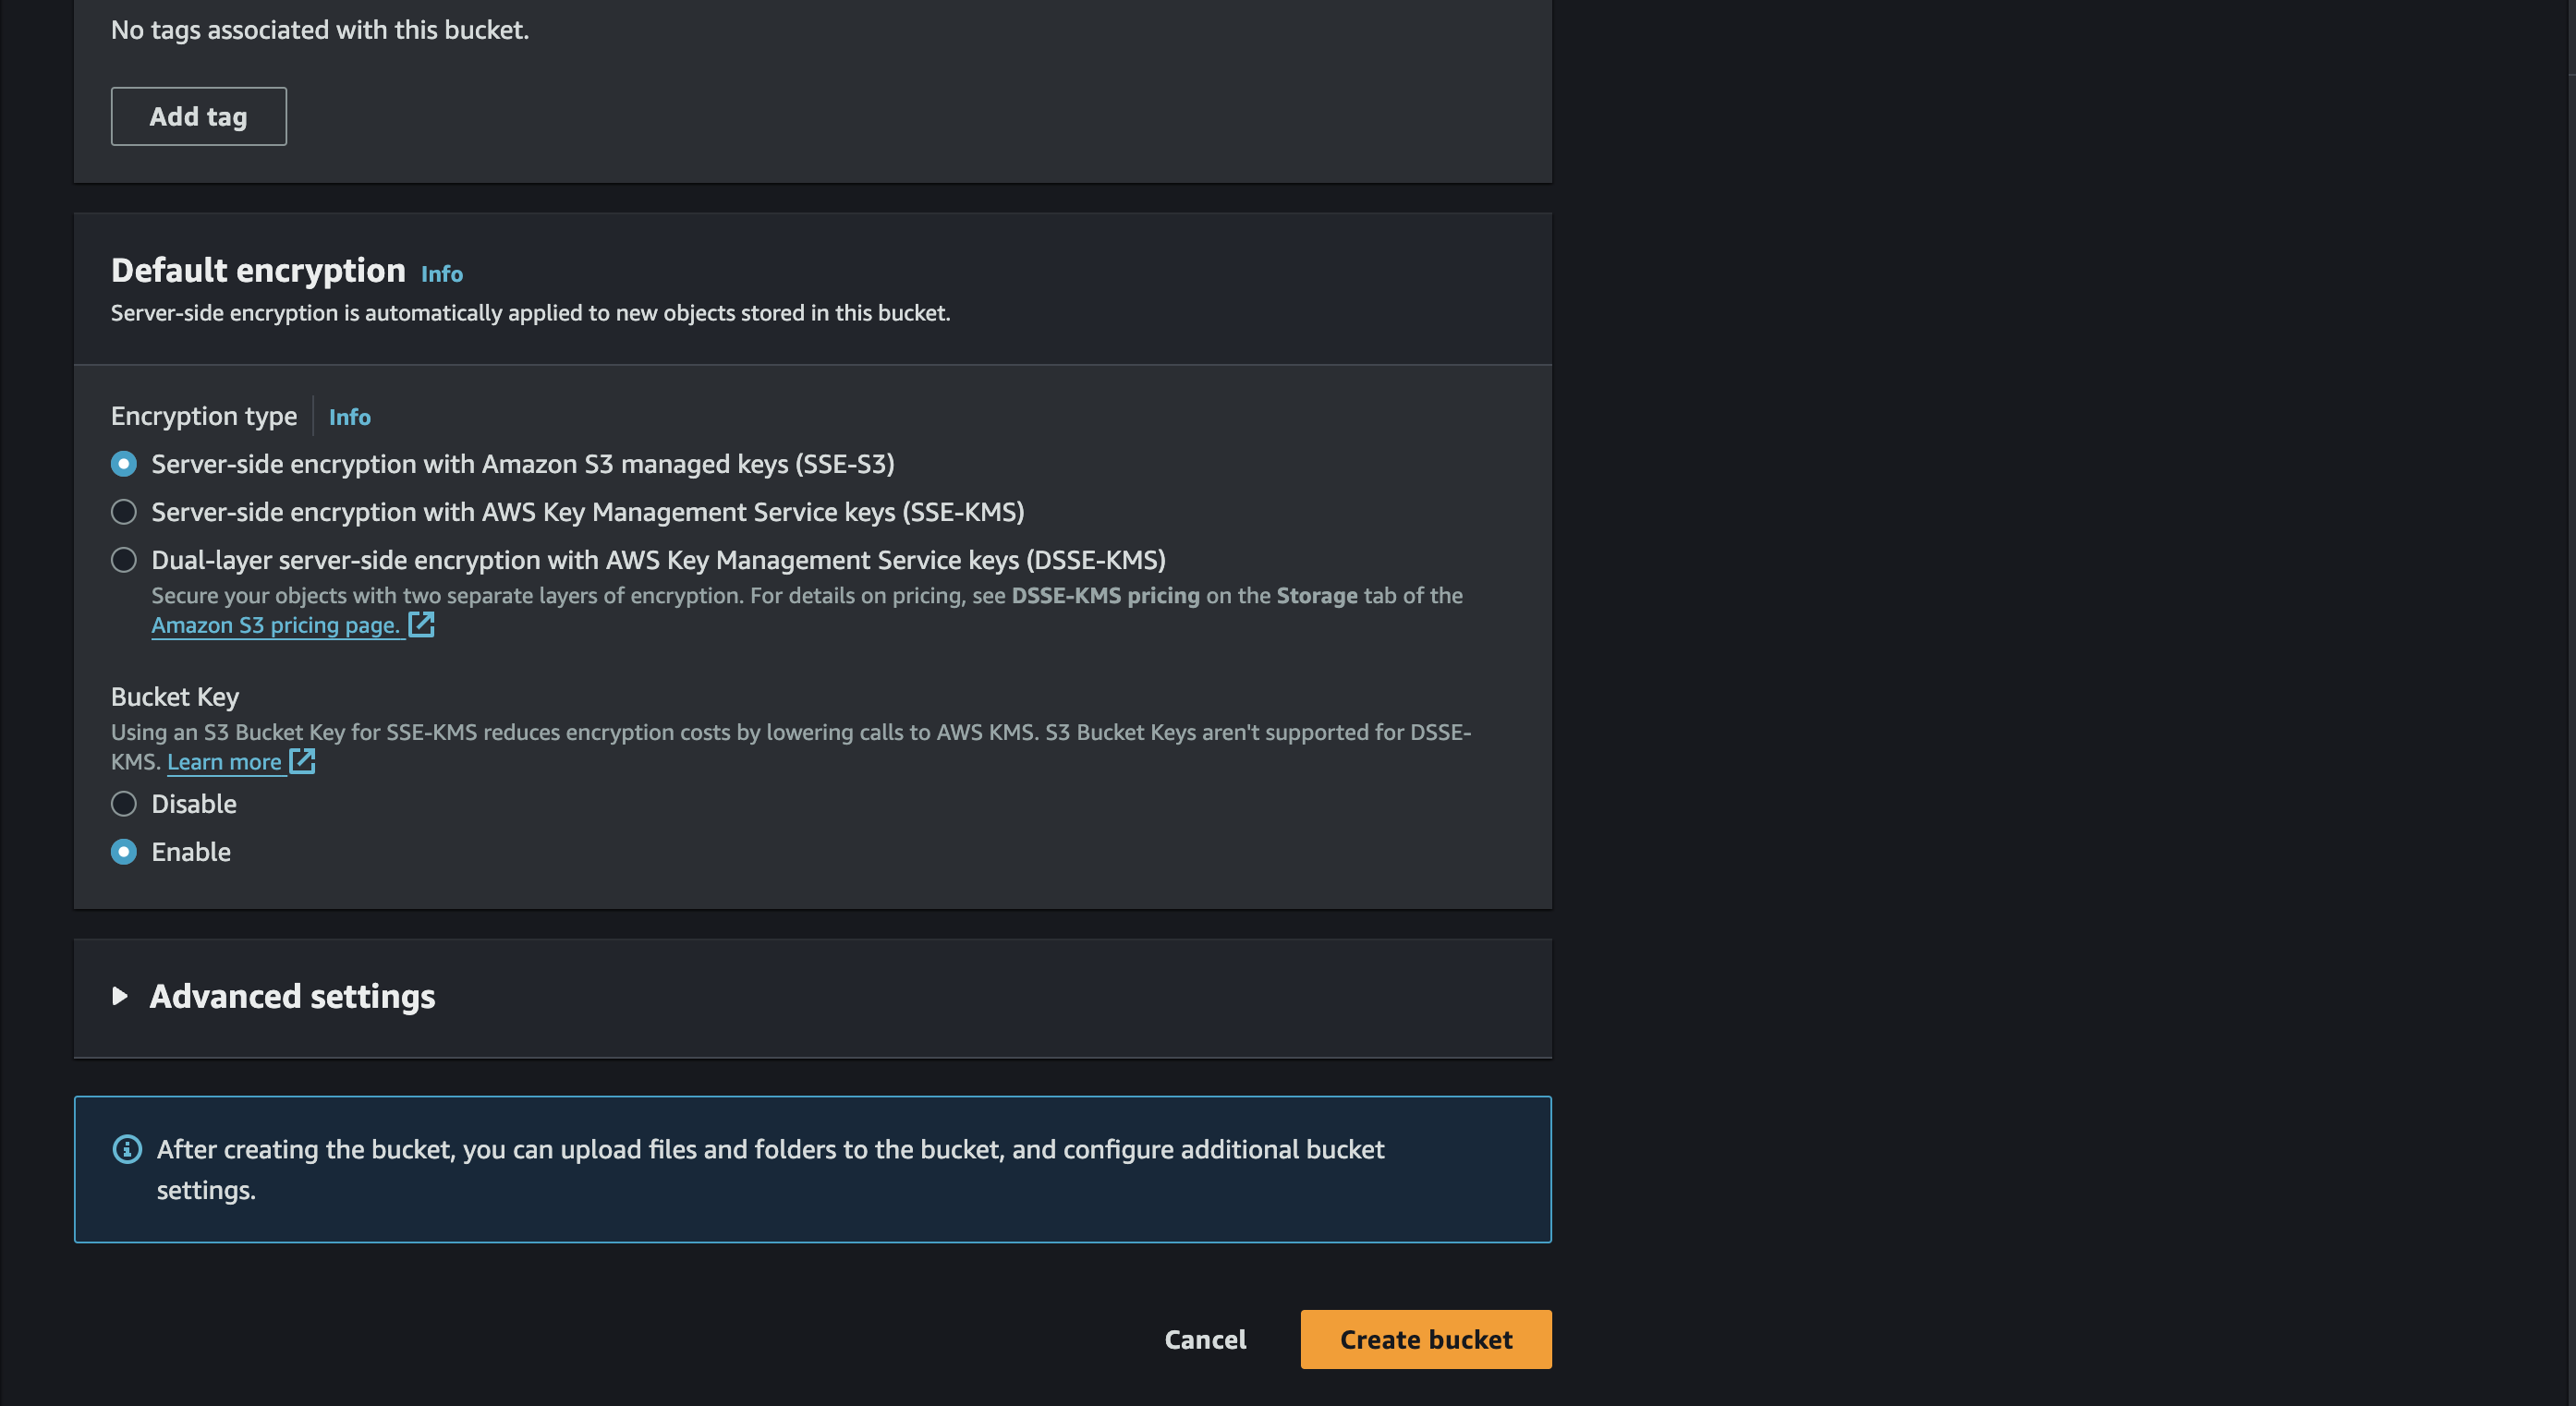 No tags associated with this bucket.
Add tag
Default encryption Info
Server-side encryption is automatically applied to new objects stored in this bucket.
Encryption type Info
Server-side encryption with Amazon S3 managed keys (SSE-S3)
Server-side encryption with AWS Key Management Service keys (SSE-KMS)
Dual-layer server-side encryption with AWS Key Management Service keys (DSSE-KMS)
Secure your objects with two separate layers of encryption. For details on pricing, see DSSE-KMS pricing on the Storage tab of the
Amazon S3 pricing page.
Bucket Key
Using an S3 Bucket Key for SSE-KMS reduces encryption costs by lowering calls to AWS KMS. S3 Bucket Keys aren't supported for DSSE-
KMS. Learn more
Disable
Enable
Advanced settings
After creating the bucket, you can upload files and folders to the bucket, and configure additional bucket
settings.
Cancel Create bucket